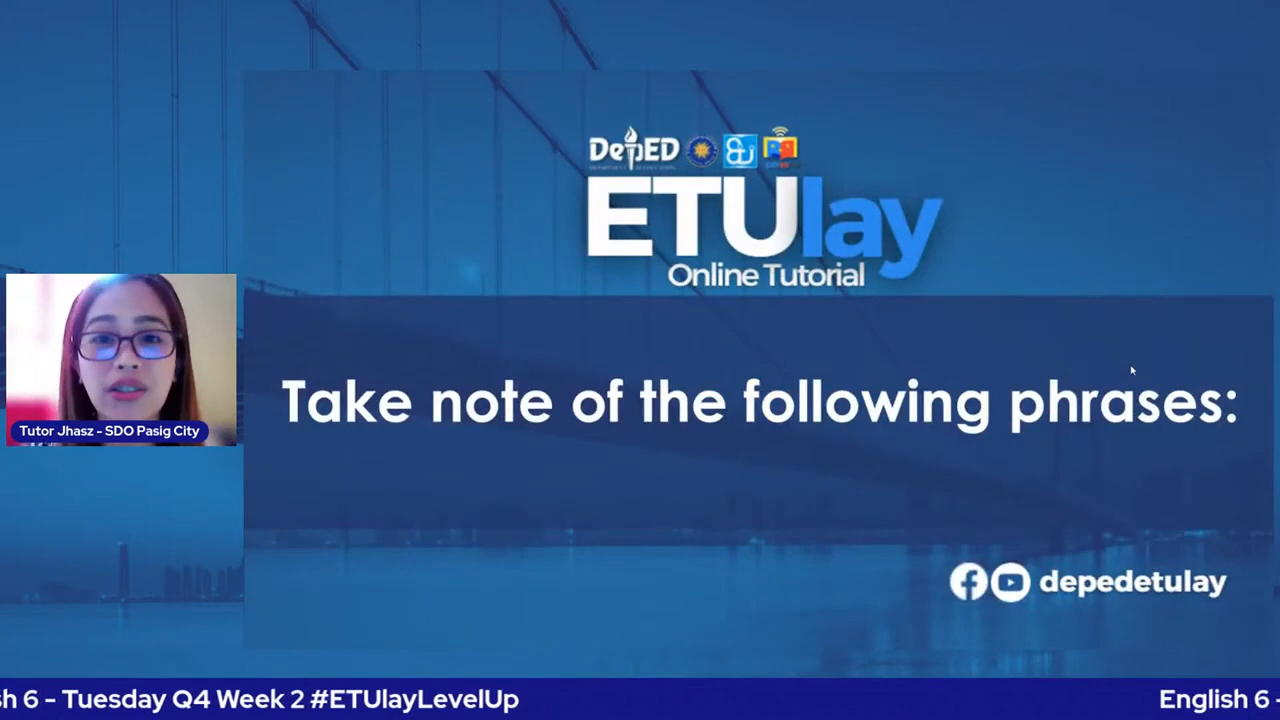 DepED
ETUlay
Online Tutorial
Take note of the following phrases:
Tutor Jhasz - SDO Pasig City
depedetulay
sh 6 - Tuesday Q4 Week 2 #ETUlayLevelUp
English 6 -